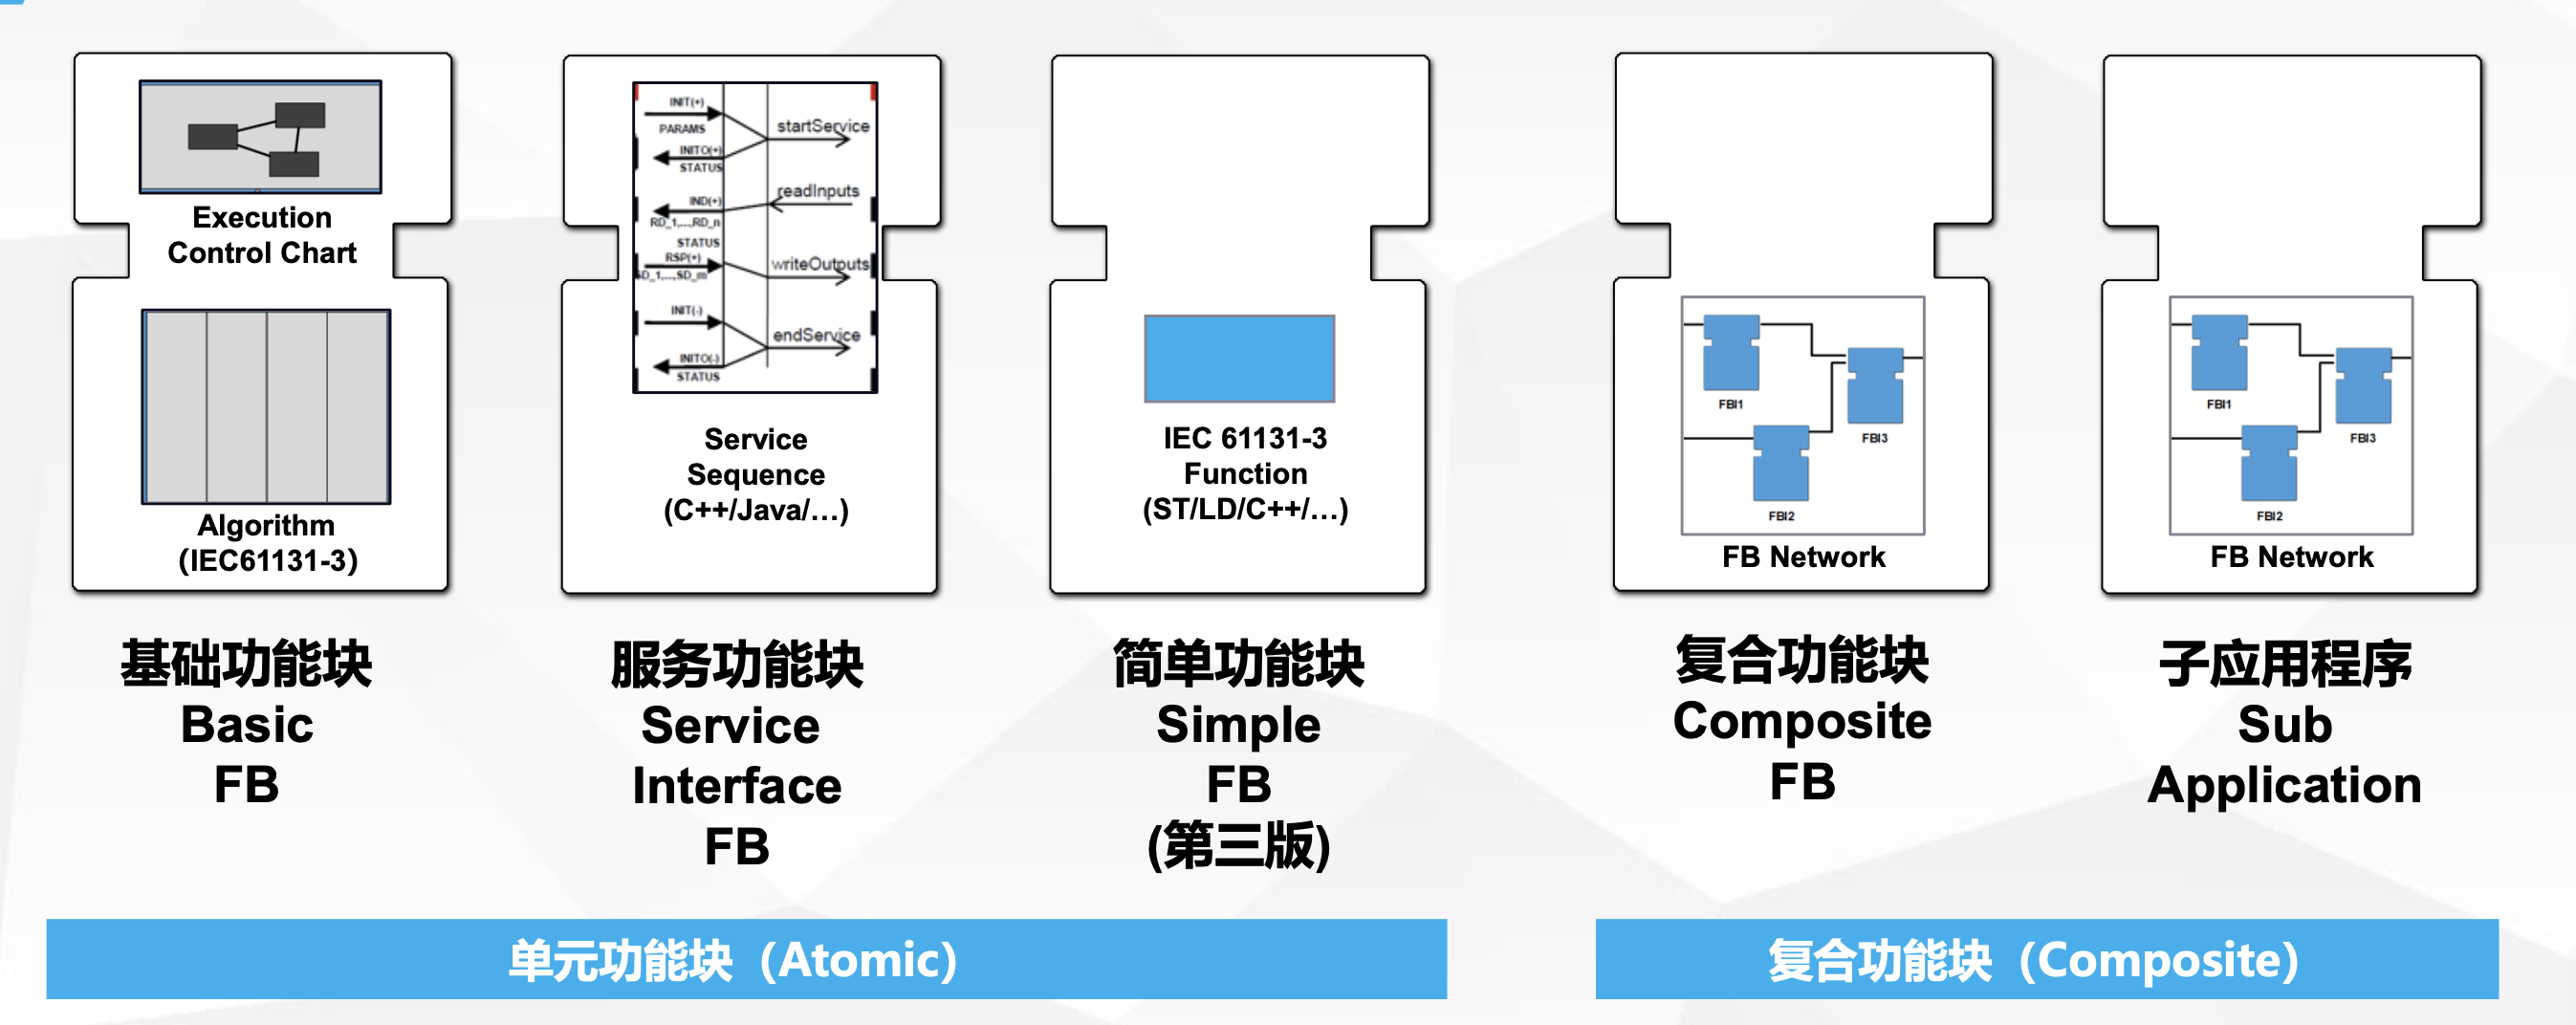 Execution
Control Chart
Algorithm
(IEC61131-3)
基础功能块
Basic
FB
INIT(+)
PARAMS
INITO(+)
STATUS
startService
readInputs
IND(+)
RD_1,...,RD_n
STATUS
RSP(+)
SD_1,...,SD_m
writeOutputs
INIT(-)
endService
INITO(-)
STATUS
Service
Sequence
(C++/Java/...)
服务功能块
Service
Interface
FB
IEC 61131-3
Function
(ST/LD/C++/...)
简单功能块
Simple
FB
(第三版)
FBI1
FBI3
FBI2
FB Network
复合功能块
Composite
FB
FBI1
FBI3
FBI2
FB Network
子应用程序
Sub
Application
单元功能块（Atomic）
复合功能块（Composite）